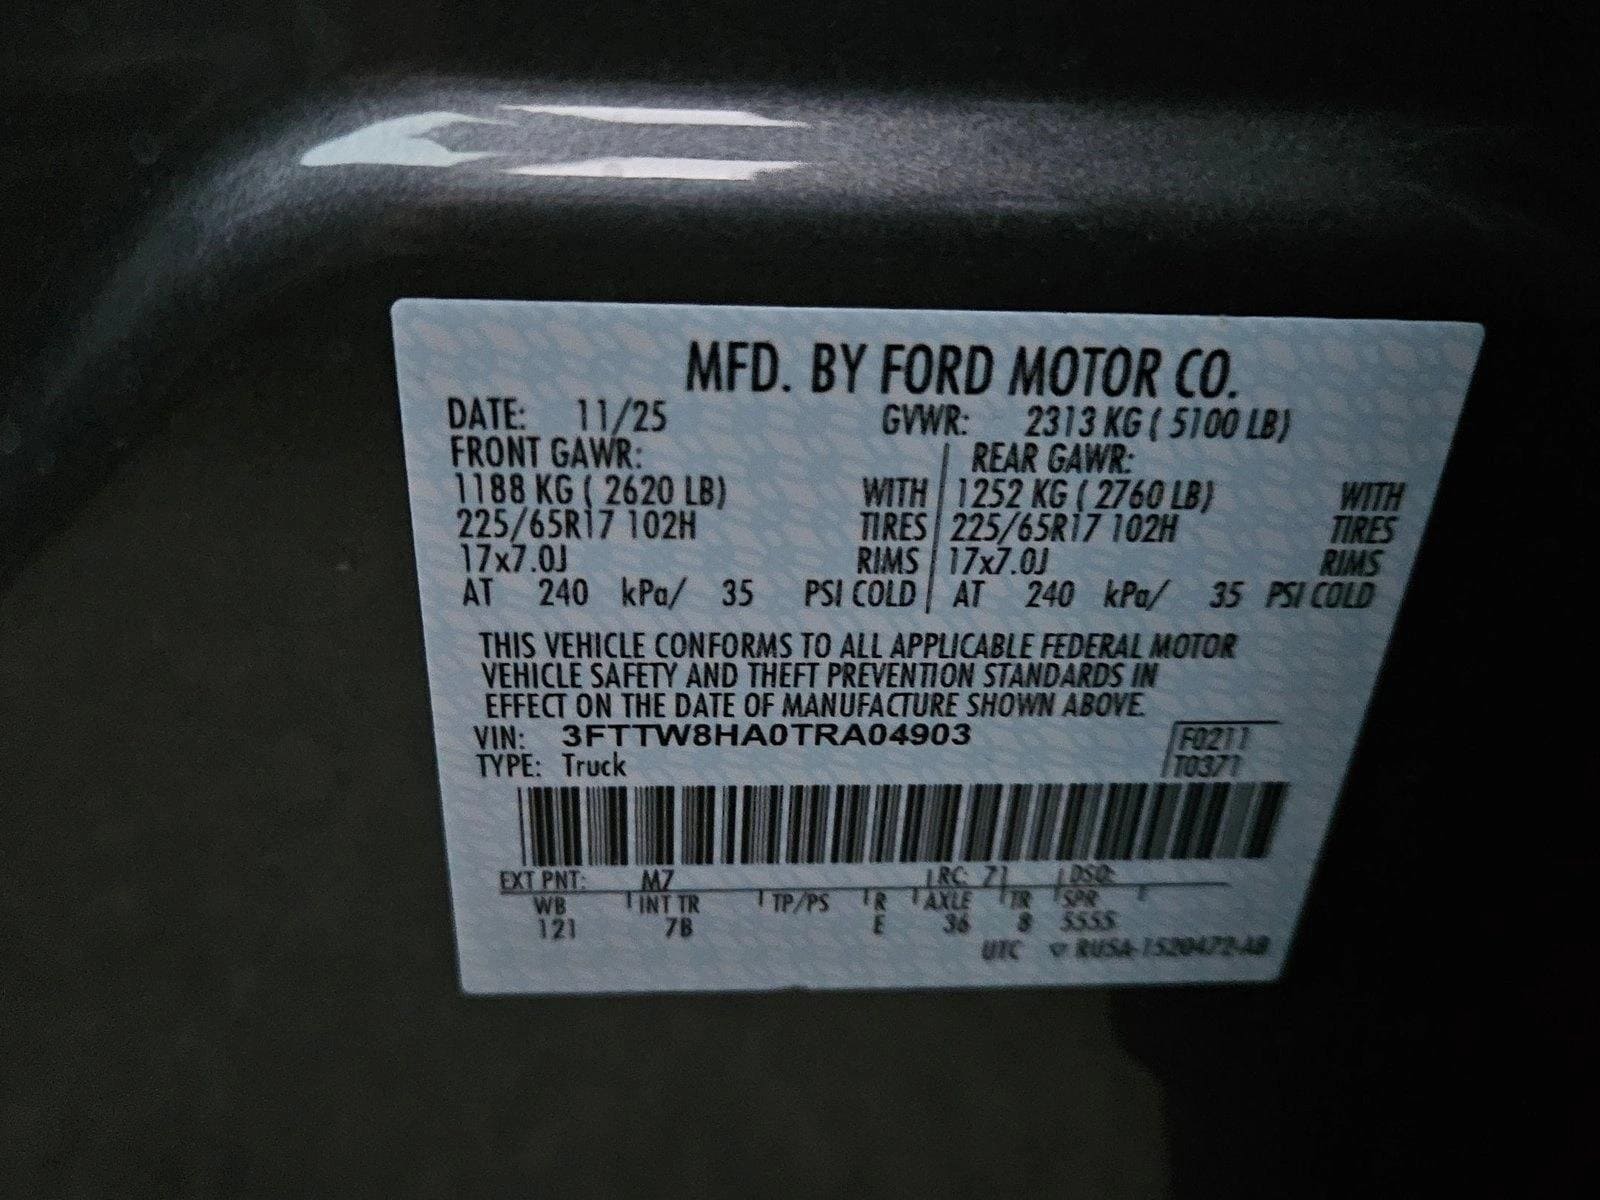 MFD. BY FORD MOTOR CO.
DATE: 11/25 GVWR: 2313 KG ( 5100 LB)
FRONT GAWR: REAR GAWR:
1188 KG ( 2620 LB) WITH 1252 KG ( 2760 LB) WITH
225/65R17 102H TIRES 225/65R17 102H TIRES
17x7.0J RIMS 17x7.0J RIMS
AT 240 kPa/ 35 PSI COLD AT 240 kPa/ 35 PSI COLD
THIS VEHICLE CONFORMS TO ALL APPLICABLE FEDERAL MOTOR
VEHICLE SAFETY AND THEFT PREVENTION STANDARDS IN
EFFECT ON THE DATE OF MANUFACTURE SHOWN ABOVE.
VIN: 3FTTW8HA0TRA04903 F0211
TYPE: Truck T0371
EXT PNT: M7 RC: 71 DSO:
WB INT TR TP/PS R AXLE TR SPR
121 7B E 36 8 5555
UTC RUSA-1520472-AB